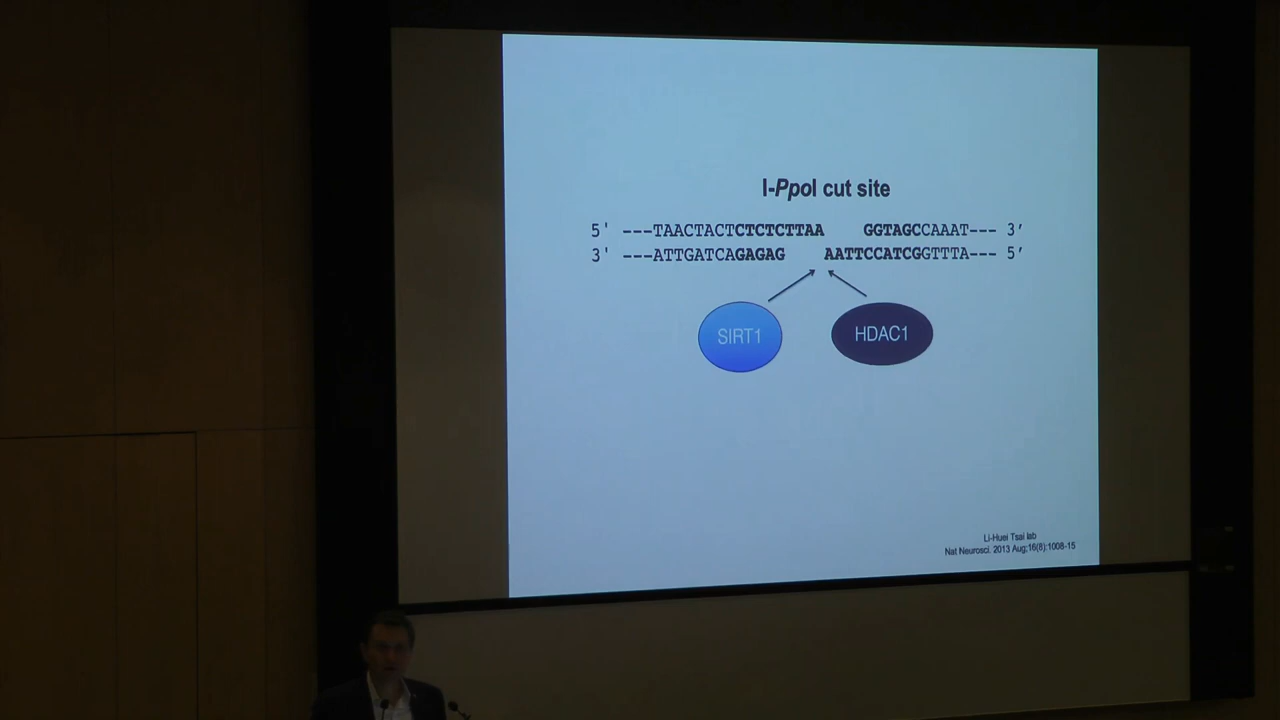 I-PpoI cut site
5' ---TAACTACTCTCTCTTAA GGTAGCCAAAT--- 3'
3' ---ATTGATCAGAGAG AATTCCATCGGTTTA--- 5'
SIRT1
HDAC1
Li-Huei Tsai lab
Nat Neurosci. 2013 Aug;16(8):1008-15